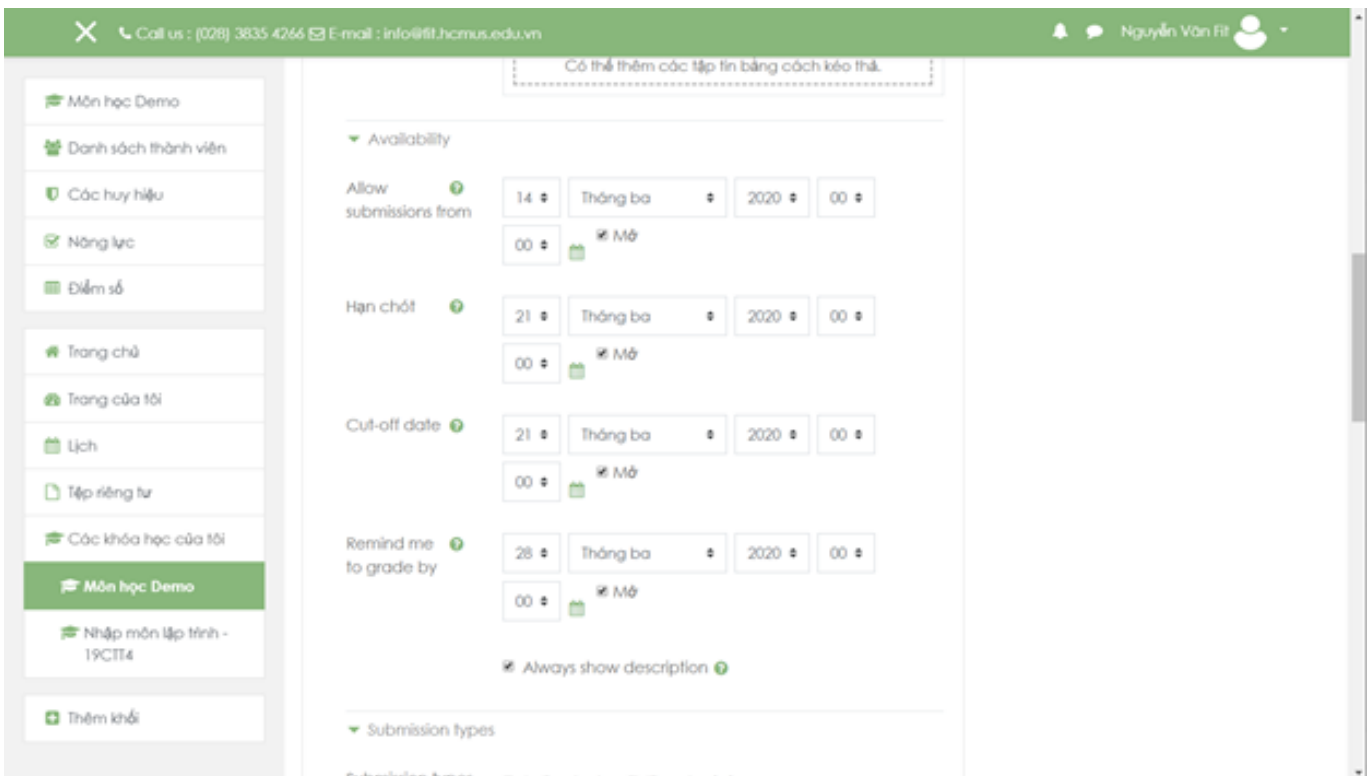 Call us : (028) 3835 4266 E-mail : info@fit.hcmus.edu.vn
Nguyễn Văn Fit
Môn học Demo
Danh sách thành viên
Các huy hiệu
Năng lực
Điểm số
Trang chủ
Trang của tôi
Lịch
Tệp riêng tư
Các khóa học của tôi
Môn học Demo
Nhập môn lập trình -
19CTT4
Thêm khối
Có thể thêm các tập tin bằng cách kéo thả.
Availability
Allow
submissions from
14 Tháng ba 2020 00
00 Mở
Hạn chót
21 Tháng ba 2020 00
00 Mở
Cut-off date
21 Tháng ba 2020 00
00 Mở
Remind me
to grade by
28 Tháng ba 2020 00
00 Mở
Always show description
Submission types